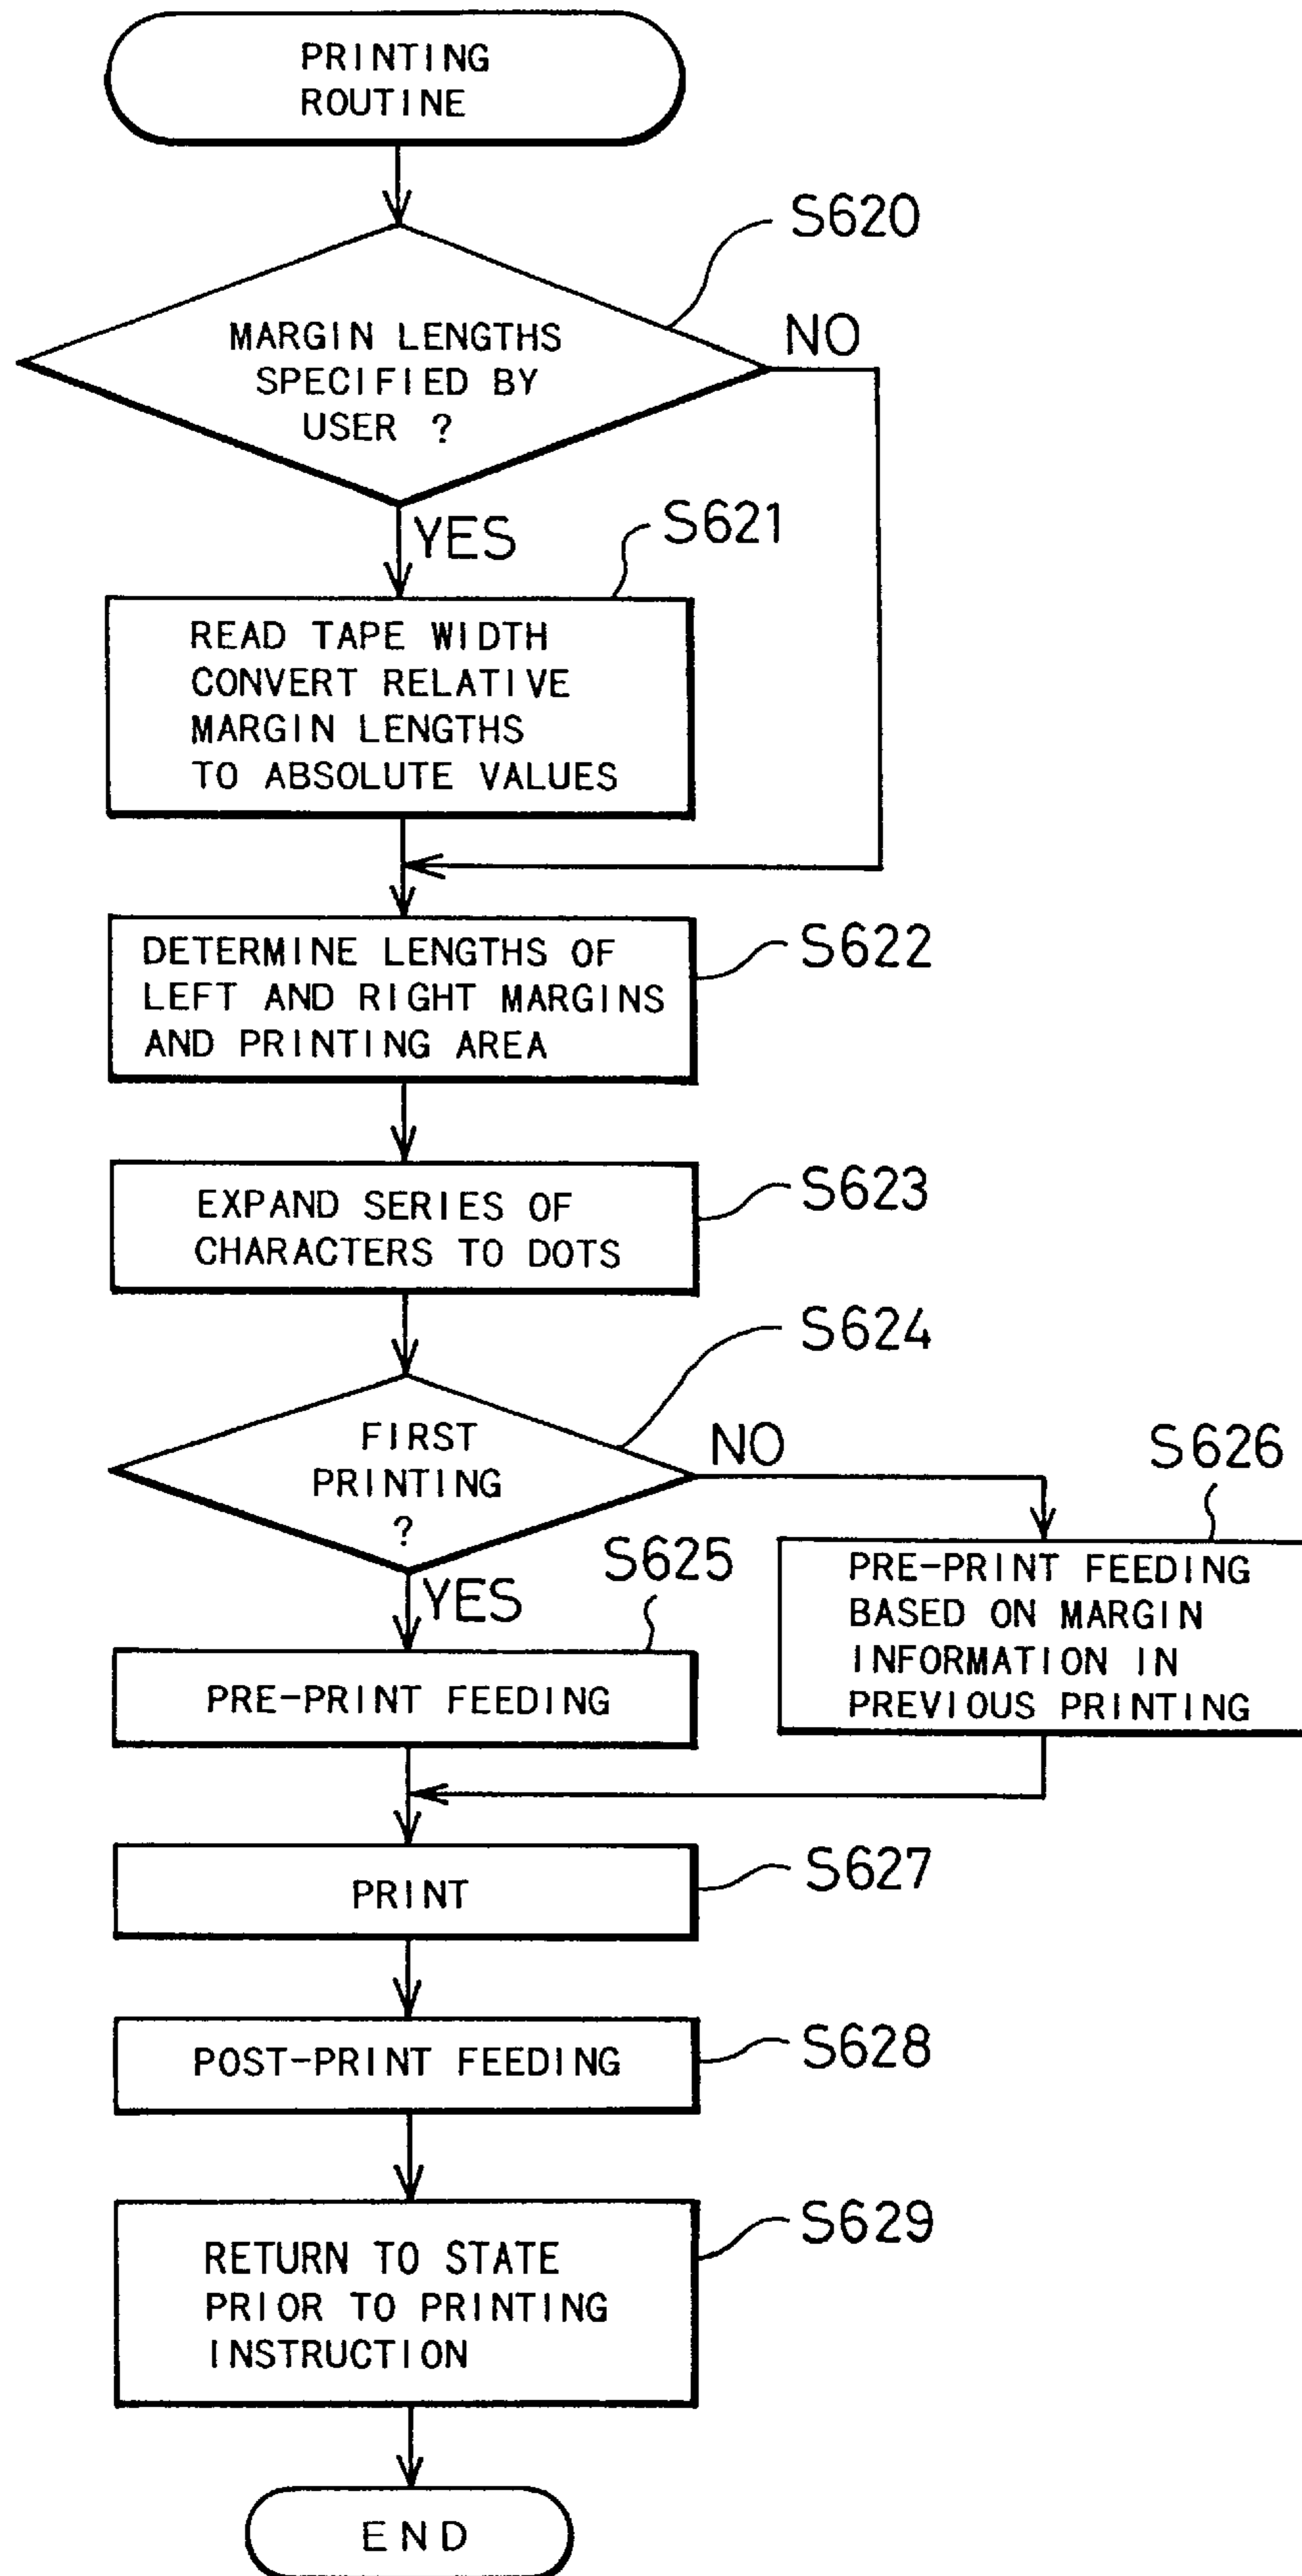 PRINTING
ROUTINE
S620
MARGIN LENGTHS
SPECIFIED BY
USER ?
NO
YES
S621
READ TAPE WIDTH
CONVERT RELATIVE
MARGIN LENGTHS
TO ABSOLUTE VALUES
S622
DETERMINE LENGTHS OF
LEFT AND RIGHT MARGINS
AND PRINTING AREA
S623
EXPAND SERIES OF
CHARACTERS TO DOTS
S624
FIRST
PRINTING
?
NO
YES
S625
PRE-PRINT FEEDING
S626
PRE-PRINT FEEDING
BASED ON MARGIN
INFORMATION IN
PREVIOUS PRINTING
PRINT
S627
POST-PRINT FEEDING
S628
S629
RETURN TO STATE
PRIOR TO PRINTING
INSTRUCTION
END